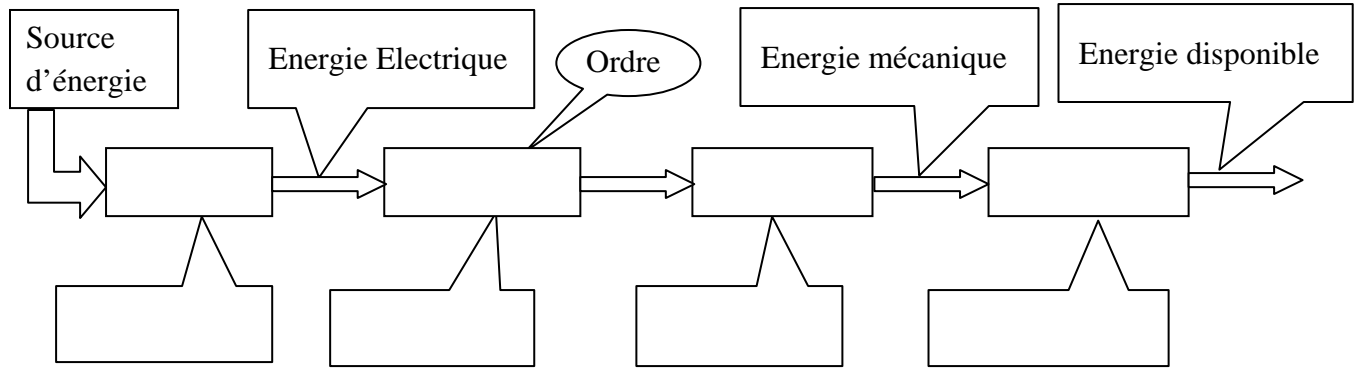 Source
d’énergie
Energie Electrique
Ordre
Energie mécanique
Energie disponible